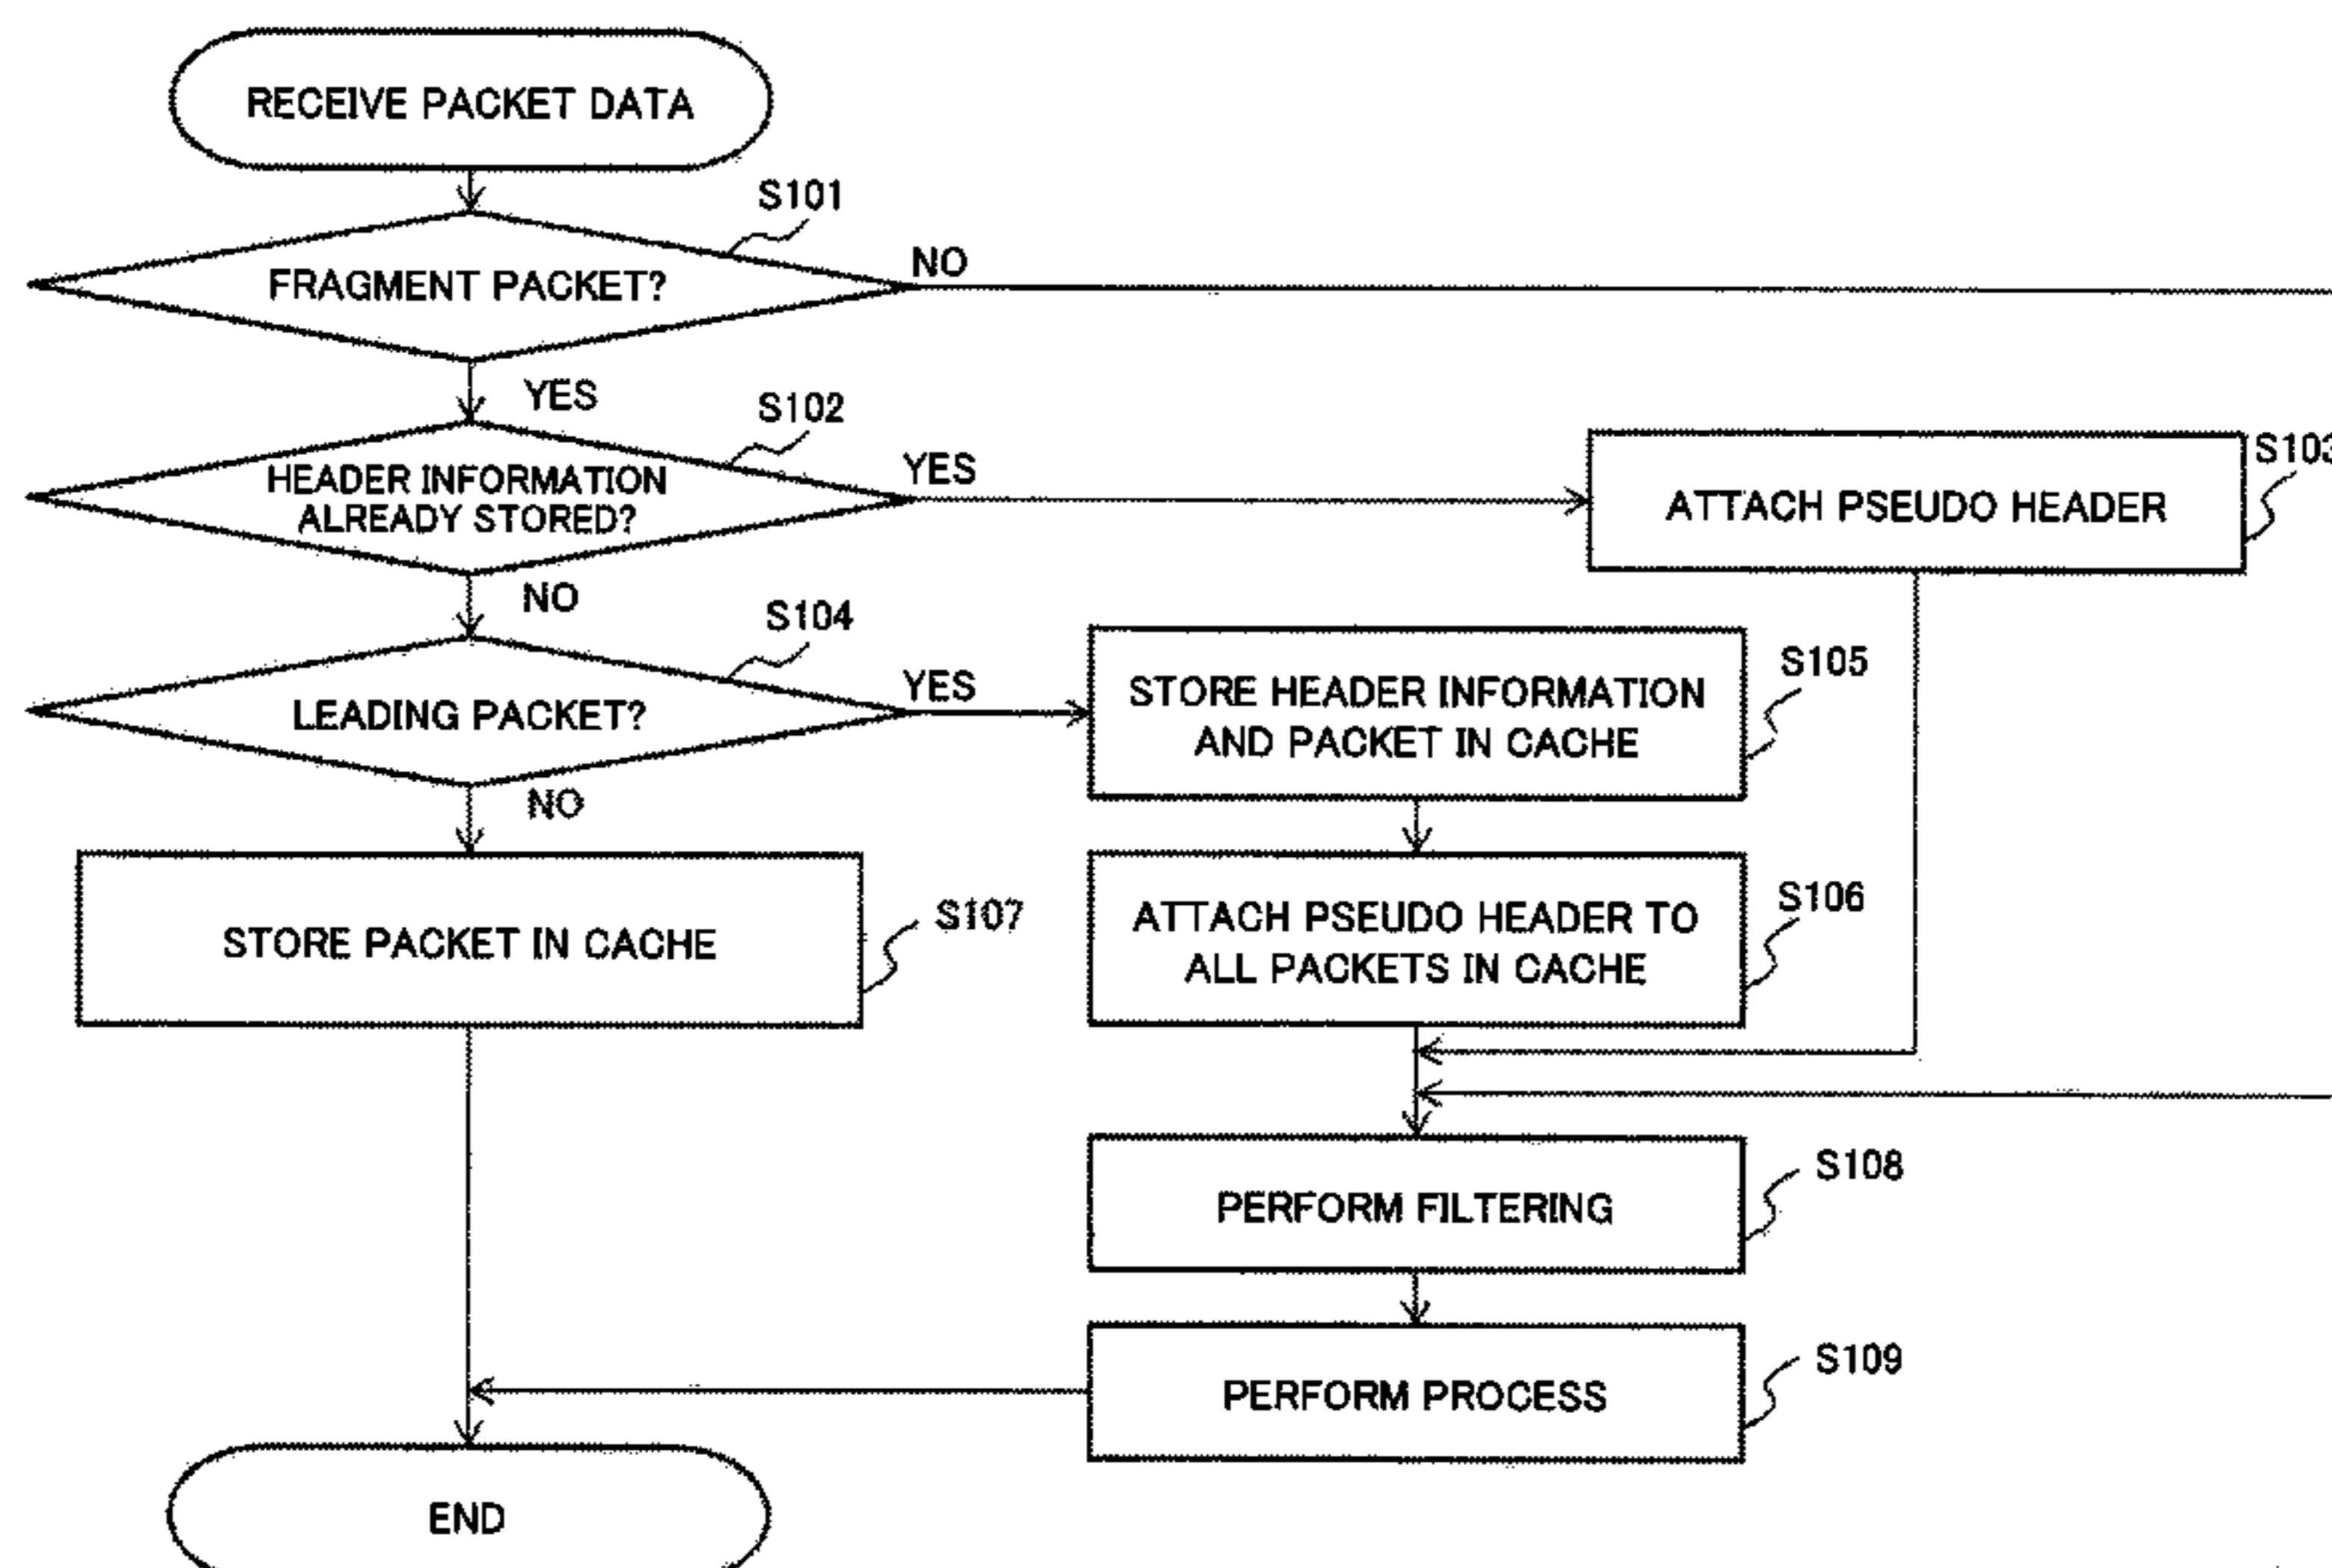 RECEIVE PACKET DATA
S101
FRAGMENT PACKET?
NO
YES
S102
HEADER INFORMATION
ALREADY STORED?
YES
S103
ATTACH PSEUDO HEADER
NO
S104
LEADING PACKET?
YES
S105
STORE HEADER INFORMATION
AND PACKET IN CACHE
NO
S107
STORE PACKET IN CACHE
S106
ATTACH PSEUDO HEADER TO
ALL PACKETS IN CACHE
S108
PERFORM FILTERING
S109
PERFORM PROCESS
END